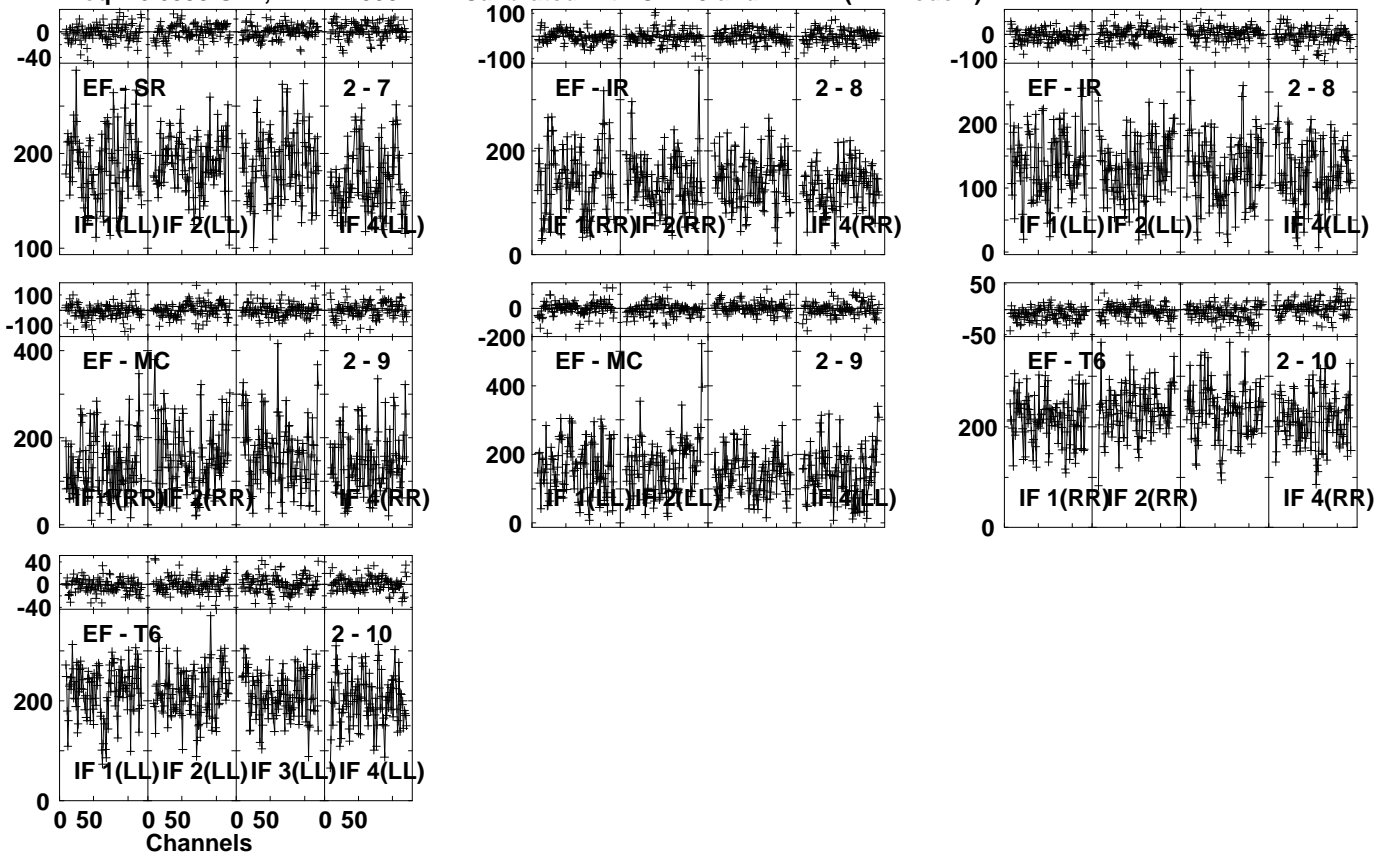 0
-40
EF - SR 2 - 7
200
IF 1(LL) IF 2(LL) IF 4(LL)
100
100
-100
EF - IR 2 - 8
200
IF 1(RR) IF 2(RR) IF 4(RR)
0
0
-100
EF - IR 2 - 8
200
100
IF 1(LL) IF 2(LL) IF 4(LL)
0
100
-100
400
EF - MC 2 - 9
200
IF 1(RR) IF 2(RR) IF 4(RR)
0
0
-200
EF - MC 2 - 9
400
200
IF 1(LL) IF 2(LL) IF 4(LL)
0
50
-50
EF - T6 2 - 10
200
IF 1(RR) IF 2(RR) IF 4(RR)
0
40
0
-40
EF - T6 2 - 10
200
IF 1(LL) IF 2(LL) IF 3(LL) IF 4(LL)
0
0 50 0 50 0 50 0 50
Channels